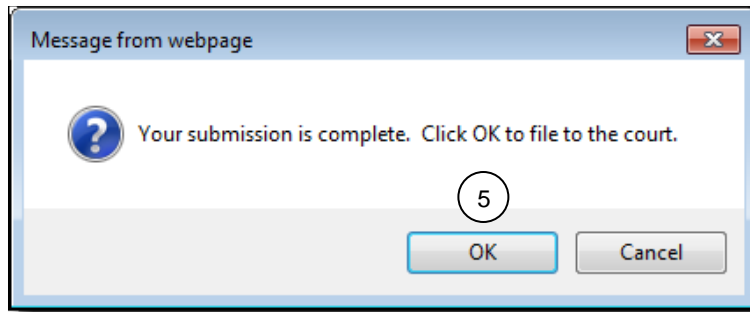 Message from webpage
Your submission is complete.  Click OK to file to the court.
5
OK
Cancel